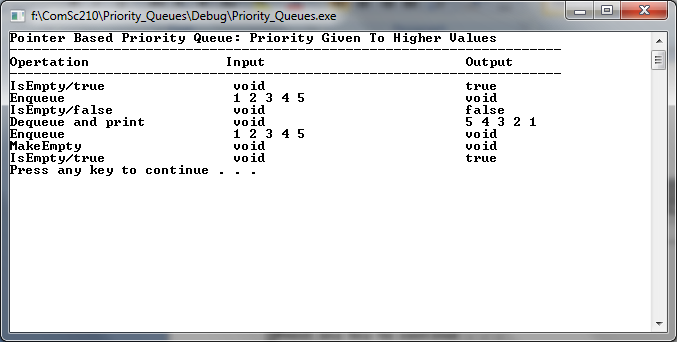 f:\ComSc210\Priority_Queues\Debug\Priority_Queues.exe
Pointer Based Priority Queue: Priority Given To Higher Values
Opertation Input Output
IsEmpty/true void true
Enqueue 1 2 3 4 5 void
IsEmpty/false void false
Dequeue and print void 5 4 3 2 1
Enqueue 1 2 3 4 5 void
MakeEmpty void void
IsEmpty/true void true
Press any key to continue . . .